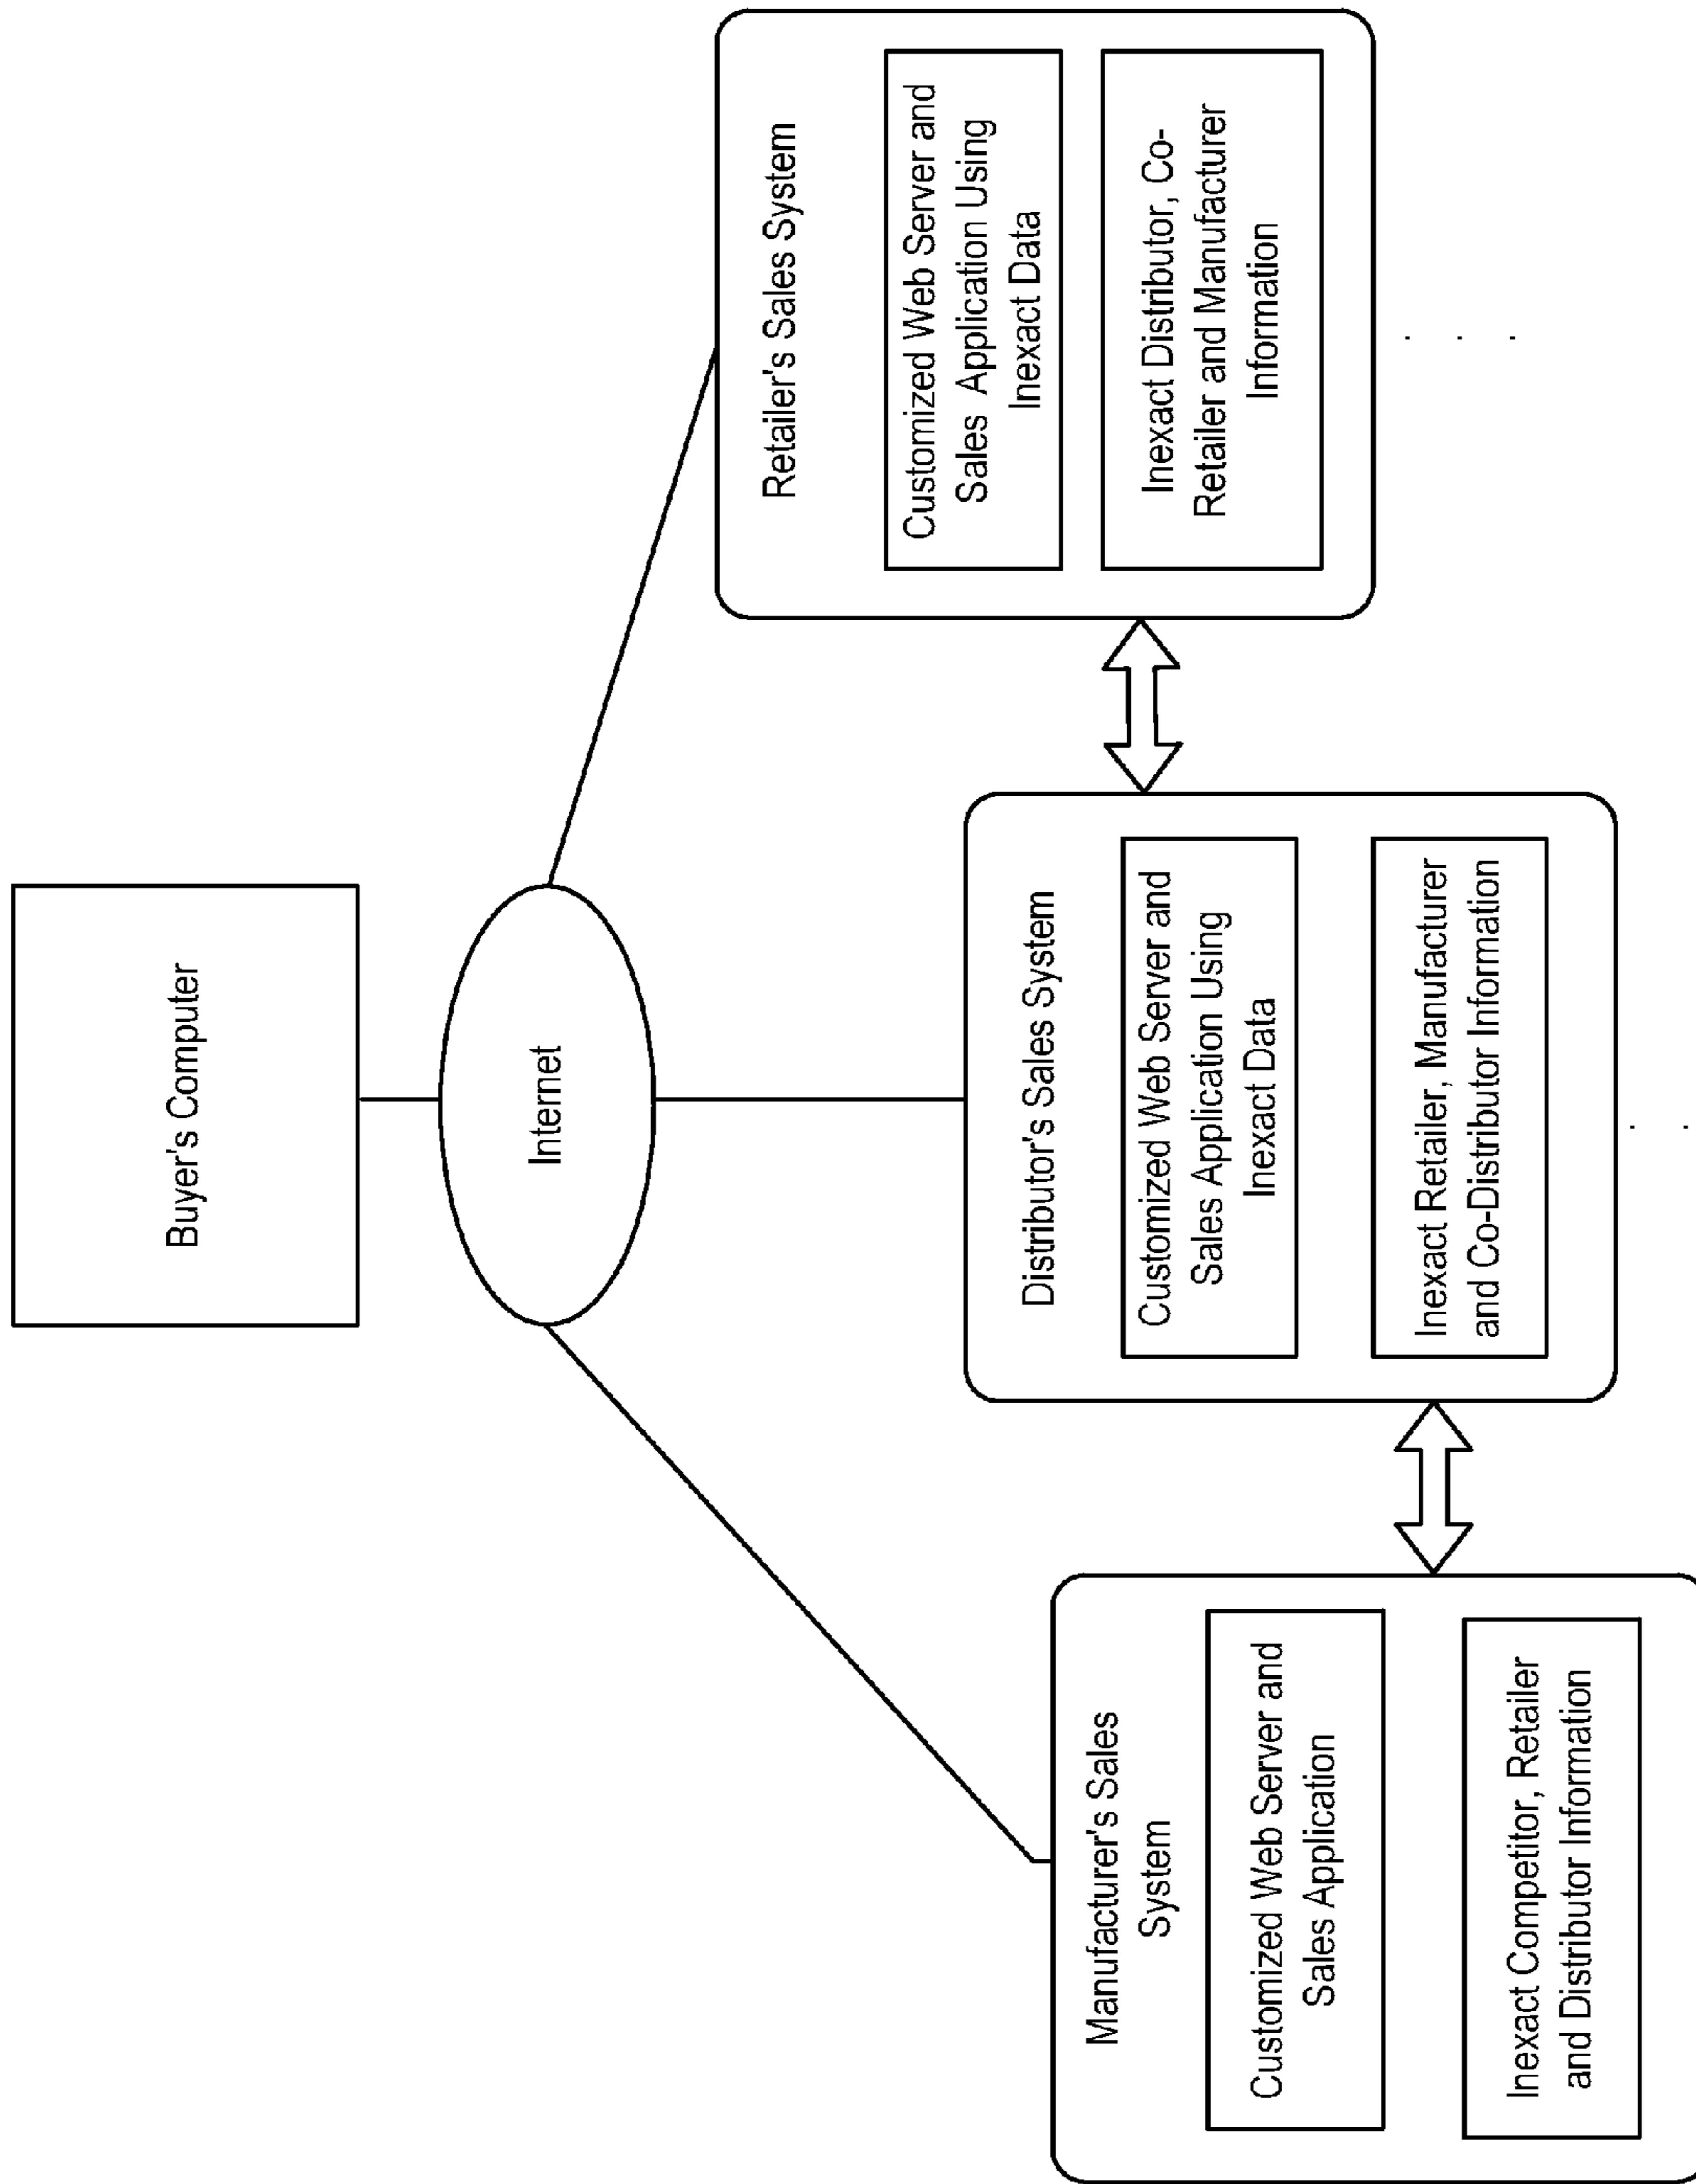 Buyer's Computer
Internet
Manufacturer's Sales
System
Customized Web Server and
Sales Application
Inexact Competitor, Retailer
and Distributor Information
Distributor's Sales System
Customized Web Server and
Sales Application Using
Inexact Data
Inexact Retailer, Manufacturer
and Co-Distributor Information
Retailer's Sales System
Customized Web Server and
Sales Application Using
Inexact Data
Inexact Distributor, Co-
Retailer and Manufacturer
Information